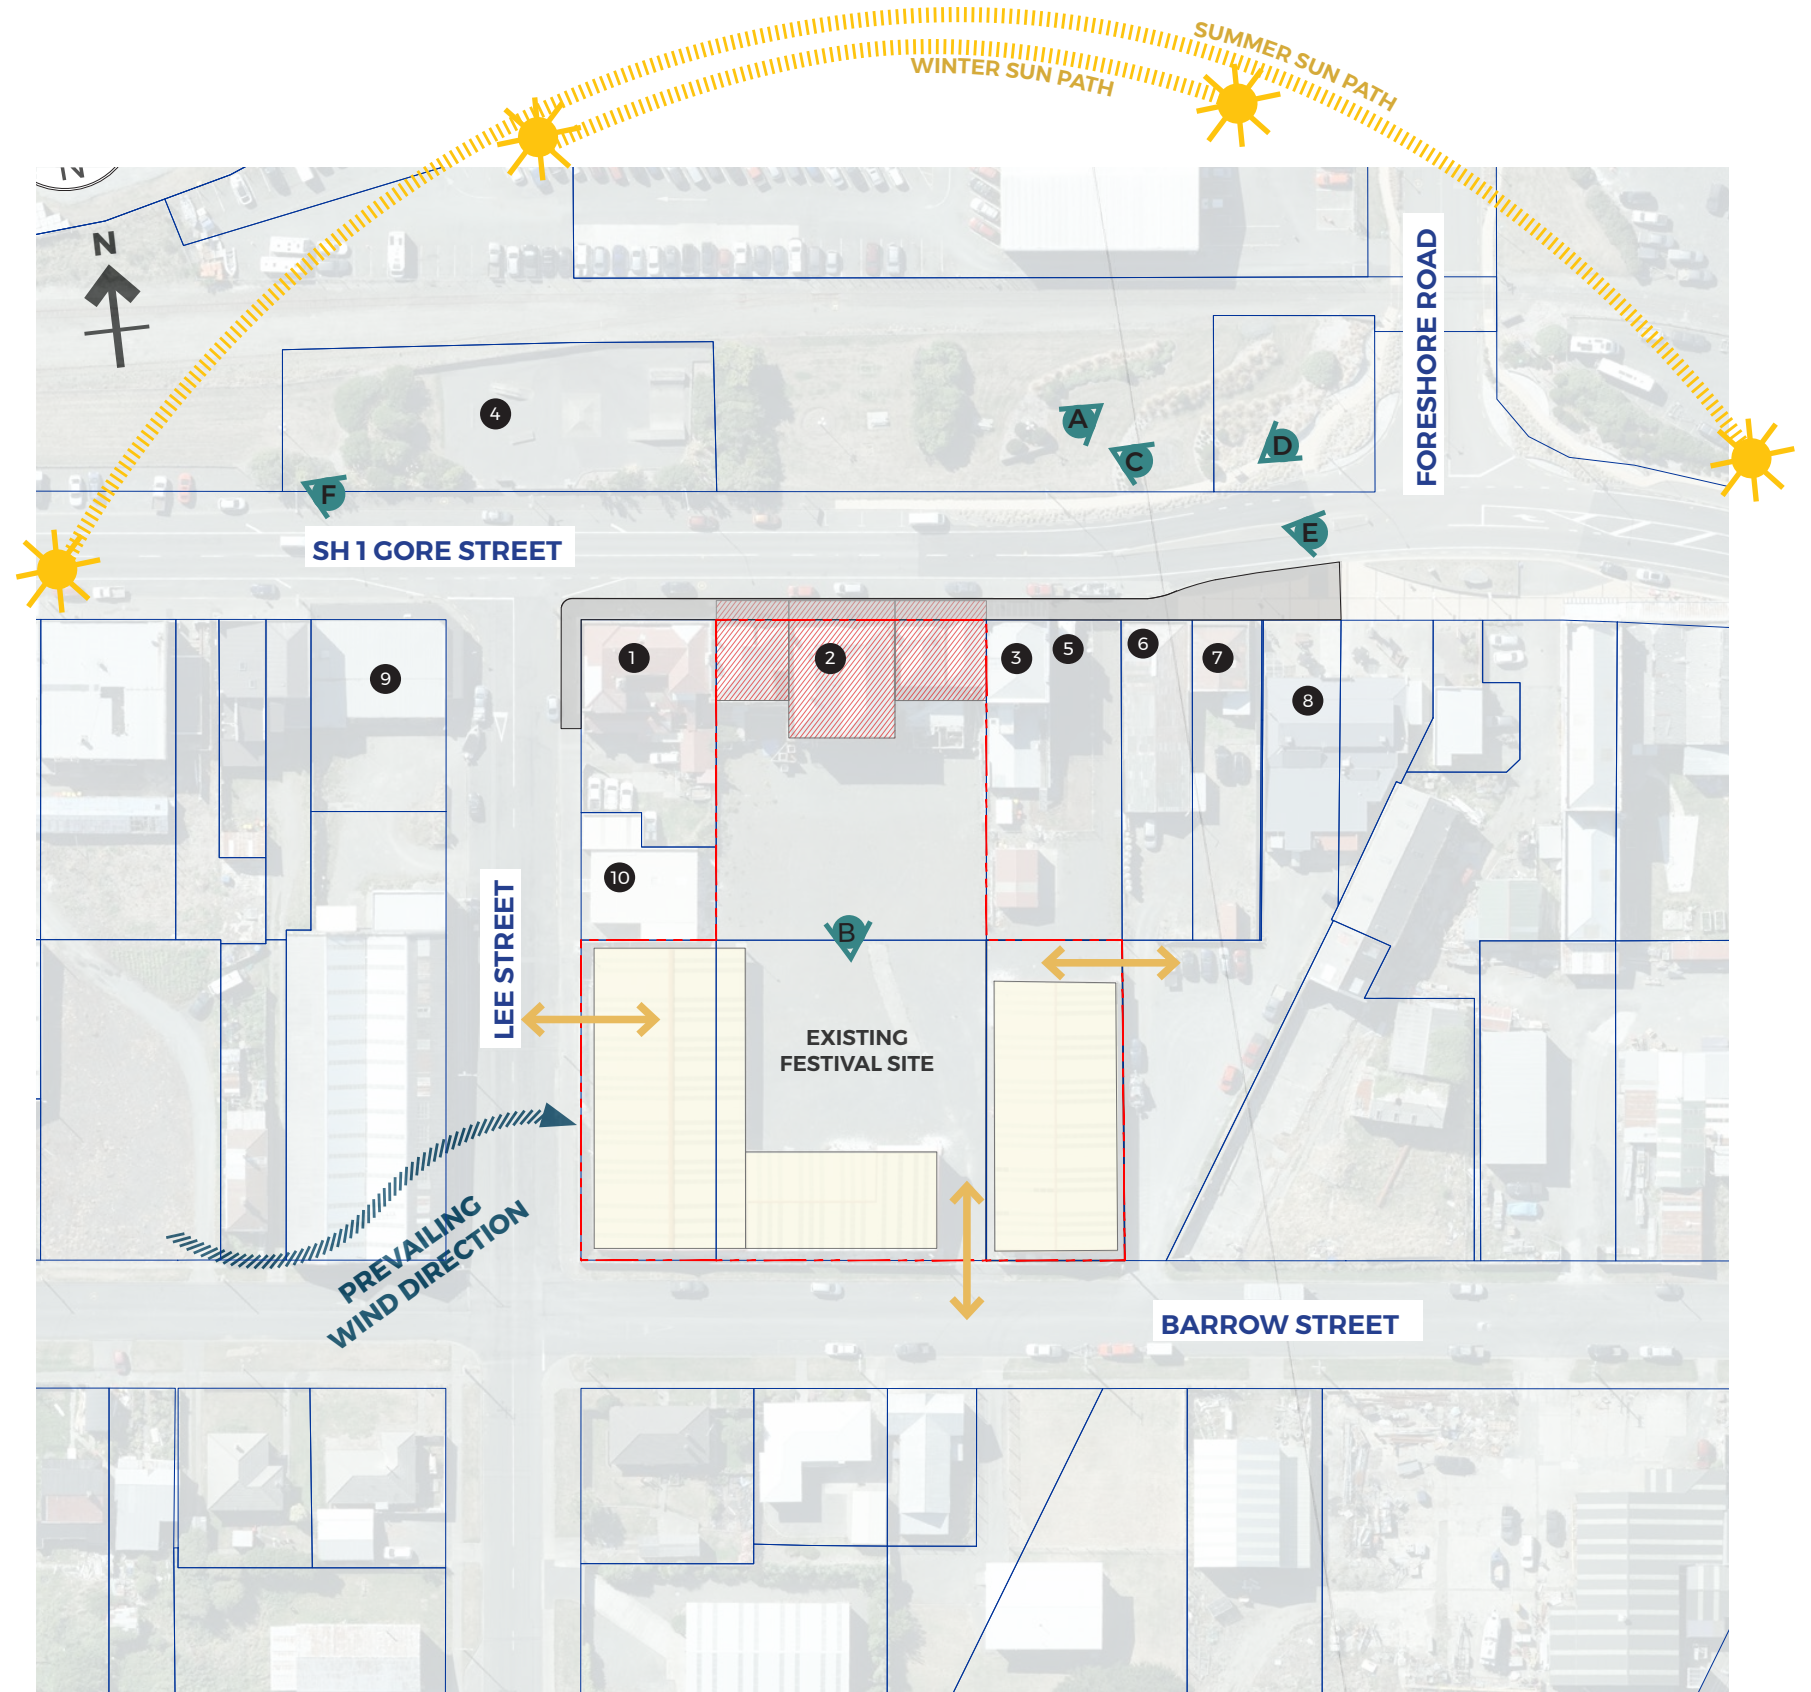 SUMMER SUN PATH
WINTER SUN PATH
N
N
FORESHORE ROAD
4
A
C
D
F
E
SH 1 GORE STREET
1
2
3
5
6
7
8
9
10
B
LEE STREET
EXISTING
FESTIVAL SITE
PREVAILING
WIND DIRECTION
BARROW STREET